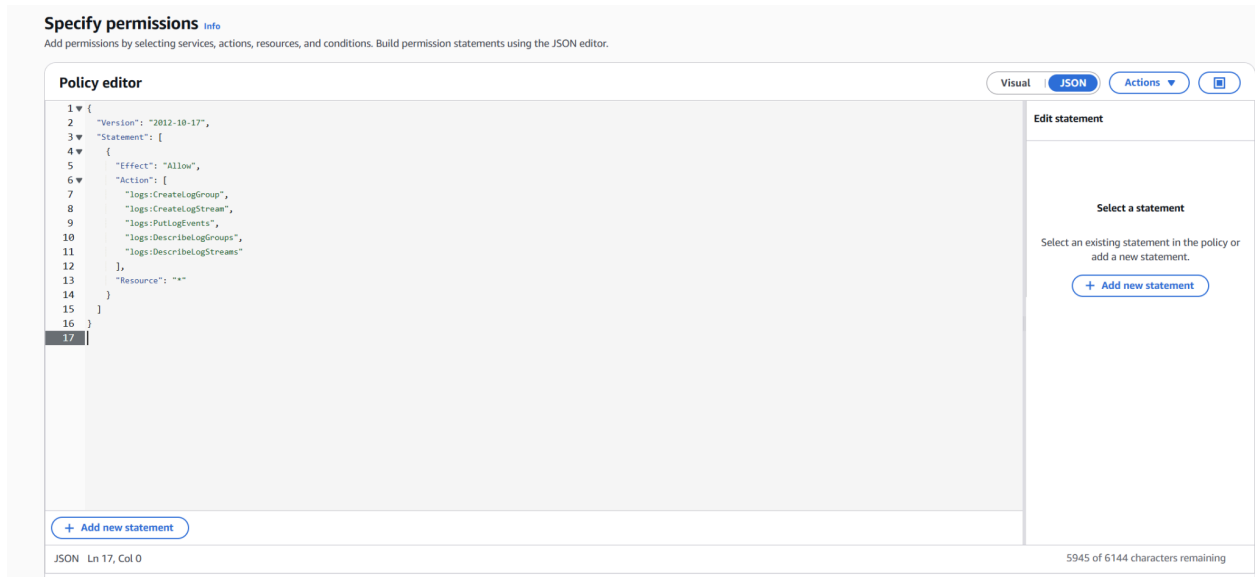 Specify permissions Info
Add permissions by selecting services, actions, resources, and conditions. Build permission statements using the JSON editor.
Policy editor
Visual JSON Actions
1 {
2 "Version": "2012-10-17",
3 "Statement": [
4 {
5 "Effect": "Allow",
6 "Action": [
7 "logs:CreateLogGroup",
8 "logs:CreateLogStream",
9 "logs:PutLogEvents",
10 "logs:DescribeLogGroups",
11 "logs:DescribeLogStreams"
12 ],
13 "Resource": "*"
14 }
15 ]
16 }
17
Edit statement
Select a statement
Select an existing statement in the policy or
add a new statement.
+ Add new statement
+ Add new statement
JSON Ln 17, Col 0
5945 of 6144 characters remaining